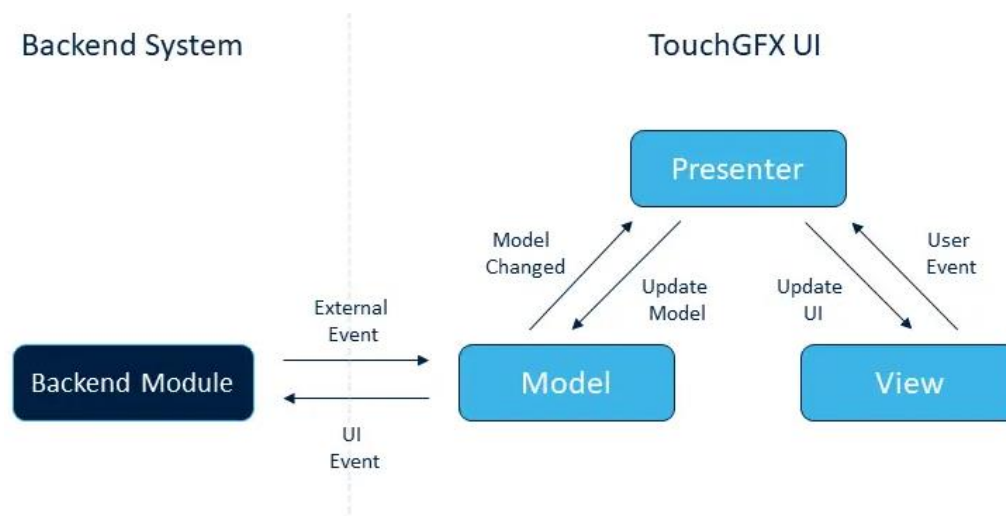 Backend System
TouchGFX UI
Presenter
Model
Changed
User
Event
Update
Model
Update
UI
External
Event
Backend Module
Model
View
UI
Event